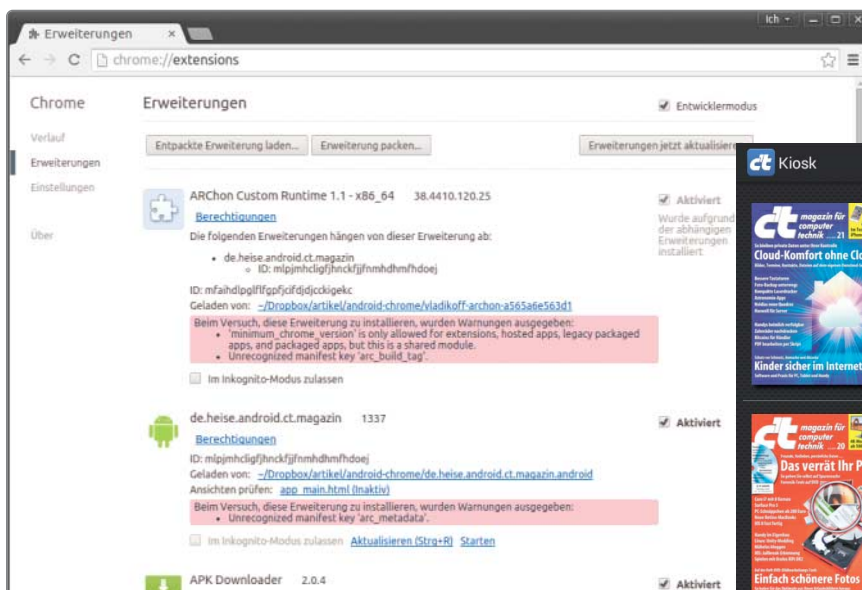 Ich
Erweiterungen
chrome://extensions
Chrome
Erweiterungen
Entwicklermodus
Verlauf
Erweiterungen
Einstellungen
Über
Entpackte Erweiterung laden...
Erweiterung packen...
Erweiterungen jetzt
ARChon Custom Runtime 1.1 - x86_64 38.4410.120.25
Aktiviert
Berechtigungen
Wurde aufgrund
der abhängigen
Erweiterungen
installiert
Die folgenden Erweiterungen hängen von dieser Erweiterung ab:
• de.heise.android.ct.magazin
ID: mlpjmhcligfjhnckfjjfnmhdhmfhdoej
ID: mfaihdlpglflfgpfjcifdjdjcckigekc
Geladen von: ~/Dropbox/artikel/android-chrome/vladikoff-archon-a565a6e563d1
Beim Versuch, diese Erweiterung zu installieren, wurden Warnungen ausgegeben:
• 'minimum_chrome_version' is only allowed for extensions, hosted apps, legacy packaged
apps, and packaged apps, but this is a shared module.
• Unrecognized manifest key 'arc_build_tag'.
Im Inkognito-Modus zulassen
de.heise.android.ct.magazin 1337
Aktiviert
Berechtigungen
ID: mlpjmhcligfjhnckfjjfnmhdhmfhdoej
Geladen von: ~/Dropbox/artikel/android-chrome/de.heise.android.ct.magazin.android
Ansichten prüfen: app_main.html (Inaktiv)
Beim Versuch, diese Erweiterung zu installieren, wurden Warnungen ausgegeben:
• Unrecognized manifest key 'arc_metadata'.
Im Inkognito-Modus zulassen Aktualisieren (Strg+R) Starten
APK Downloader 2.0.4
Aktiviert
c't Kiosk
c't magazin für
computer
technik 21
Cloud-Komfort ohne
Kinder sicher im Internet
c't magazin für
computer
technik 20
Das verrät Ihr
Einfach schönere Fotos